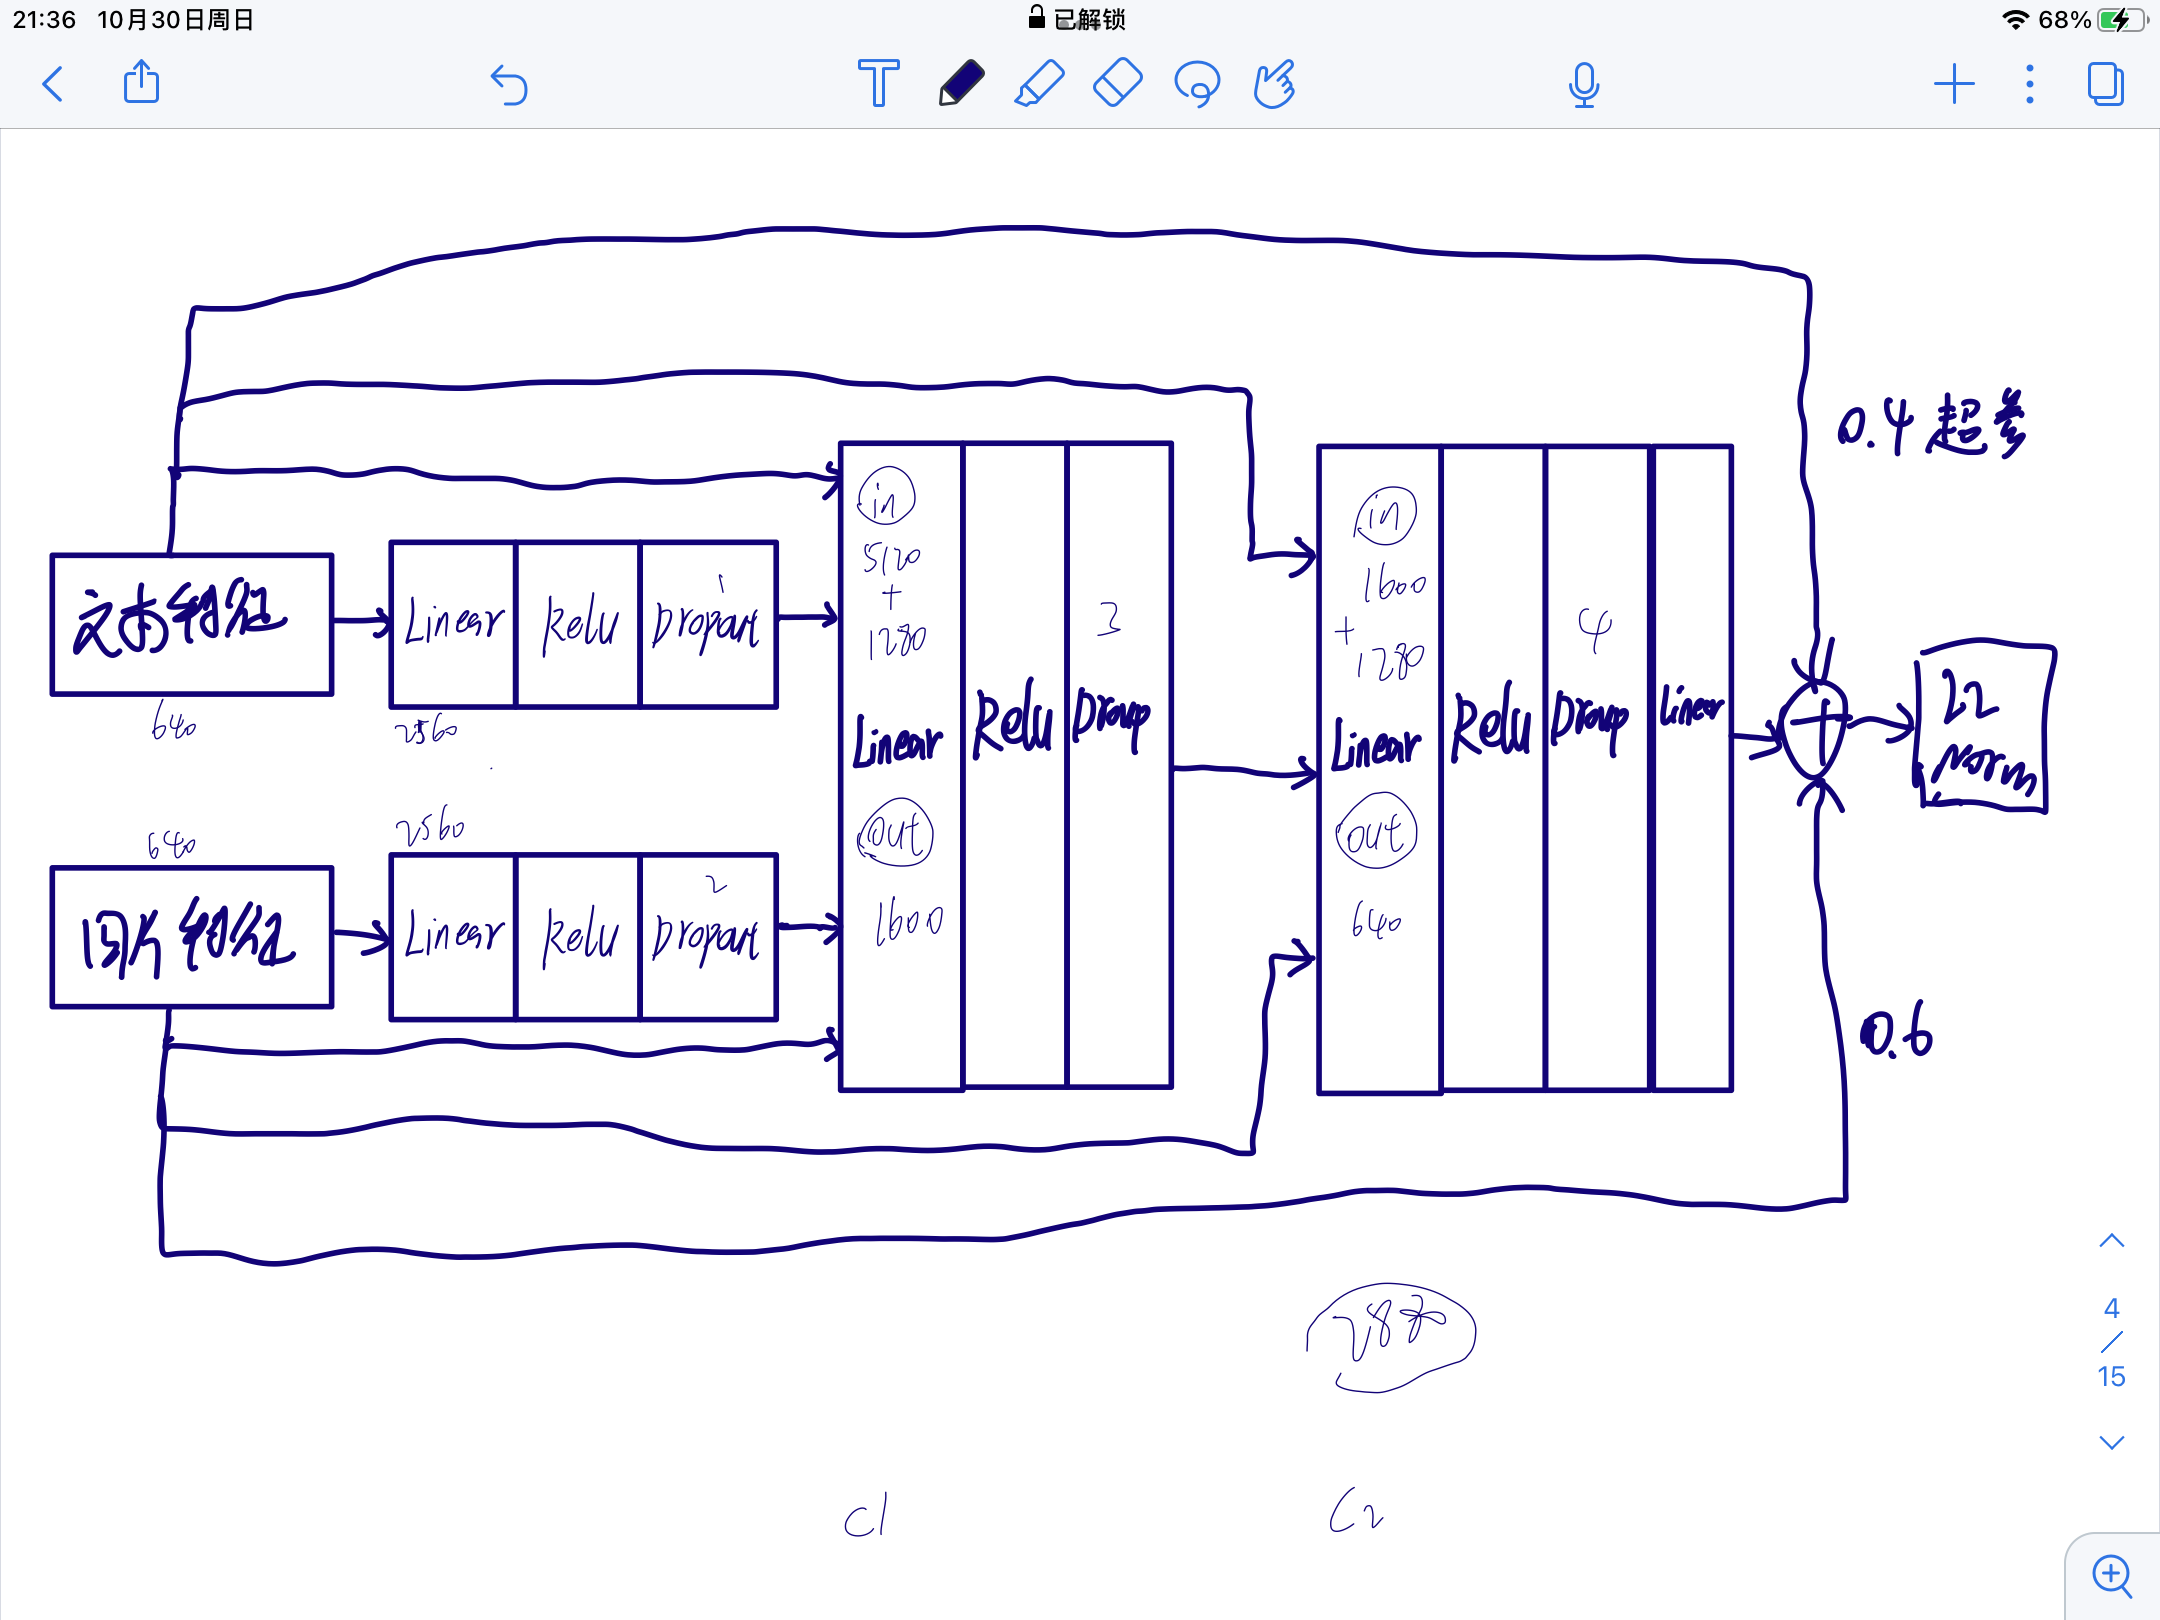 21:36 10月30日周日
已解锁
68%
0.4 超参
文本特征
640
Linear
Relu
Dropout
1
2560
图片特征
640
Linear
Relu
Dropout
2
2560
in
5120
+
1280
Linear
out
1600
Relu
Droup
3
in
1600
+
1280
Linear
out
640
Relu
Droup
4
Linear
+
L2
Norm
0.6
C1
C2
4
/
15